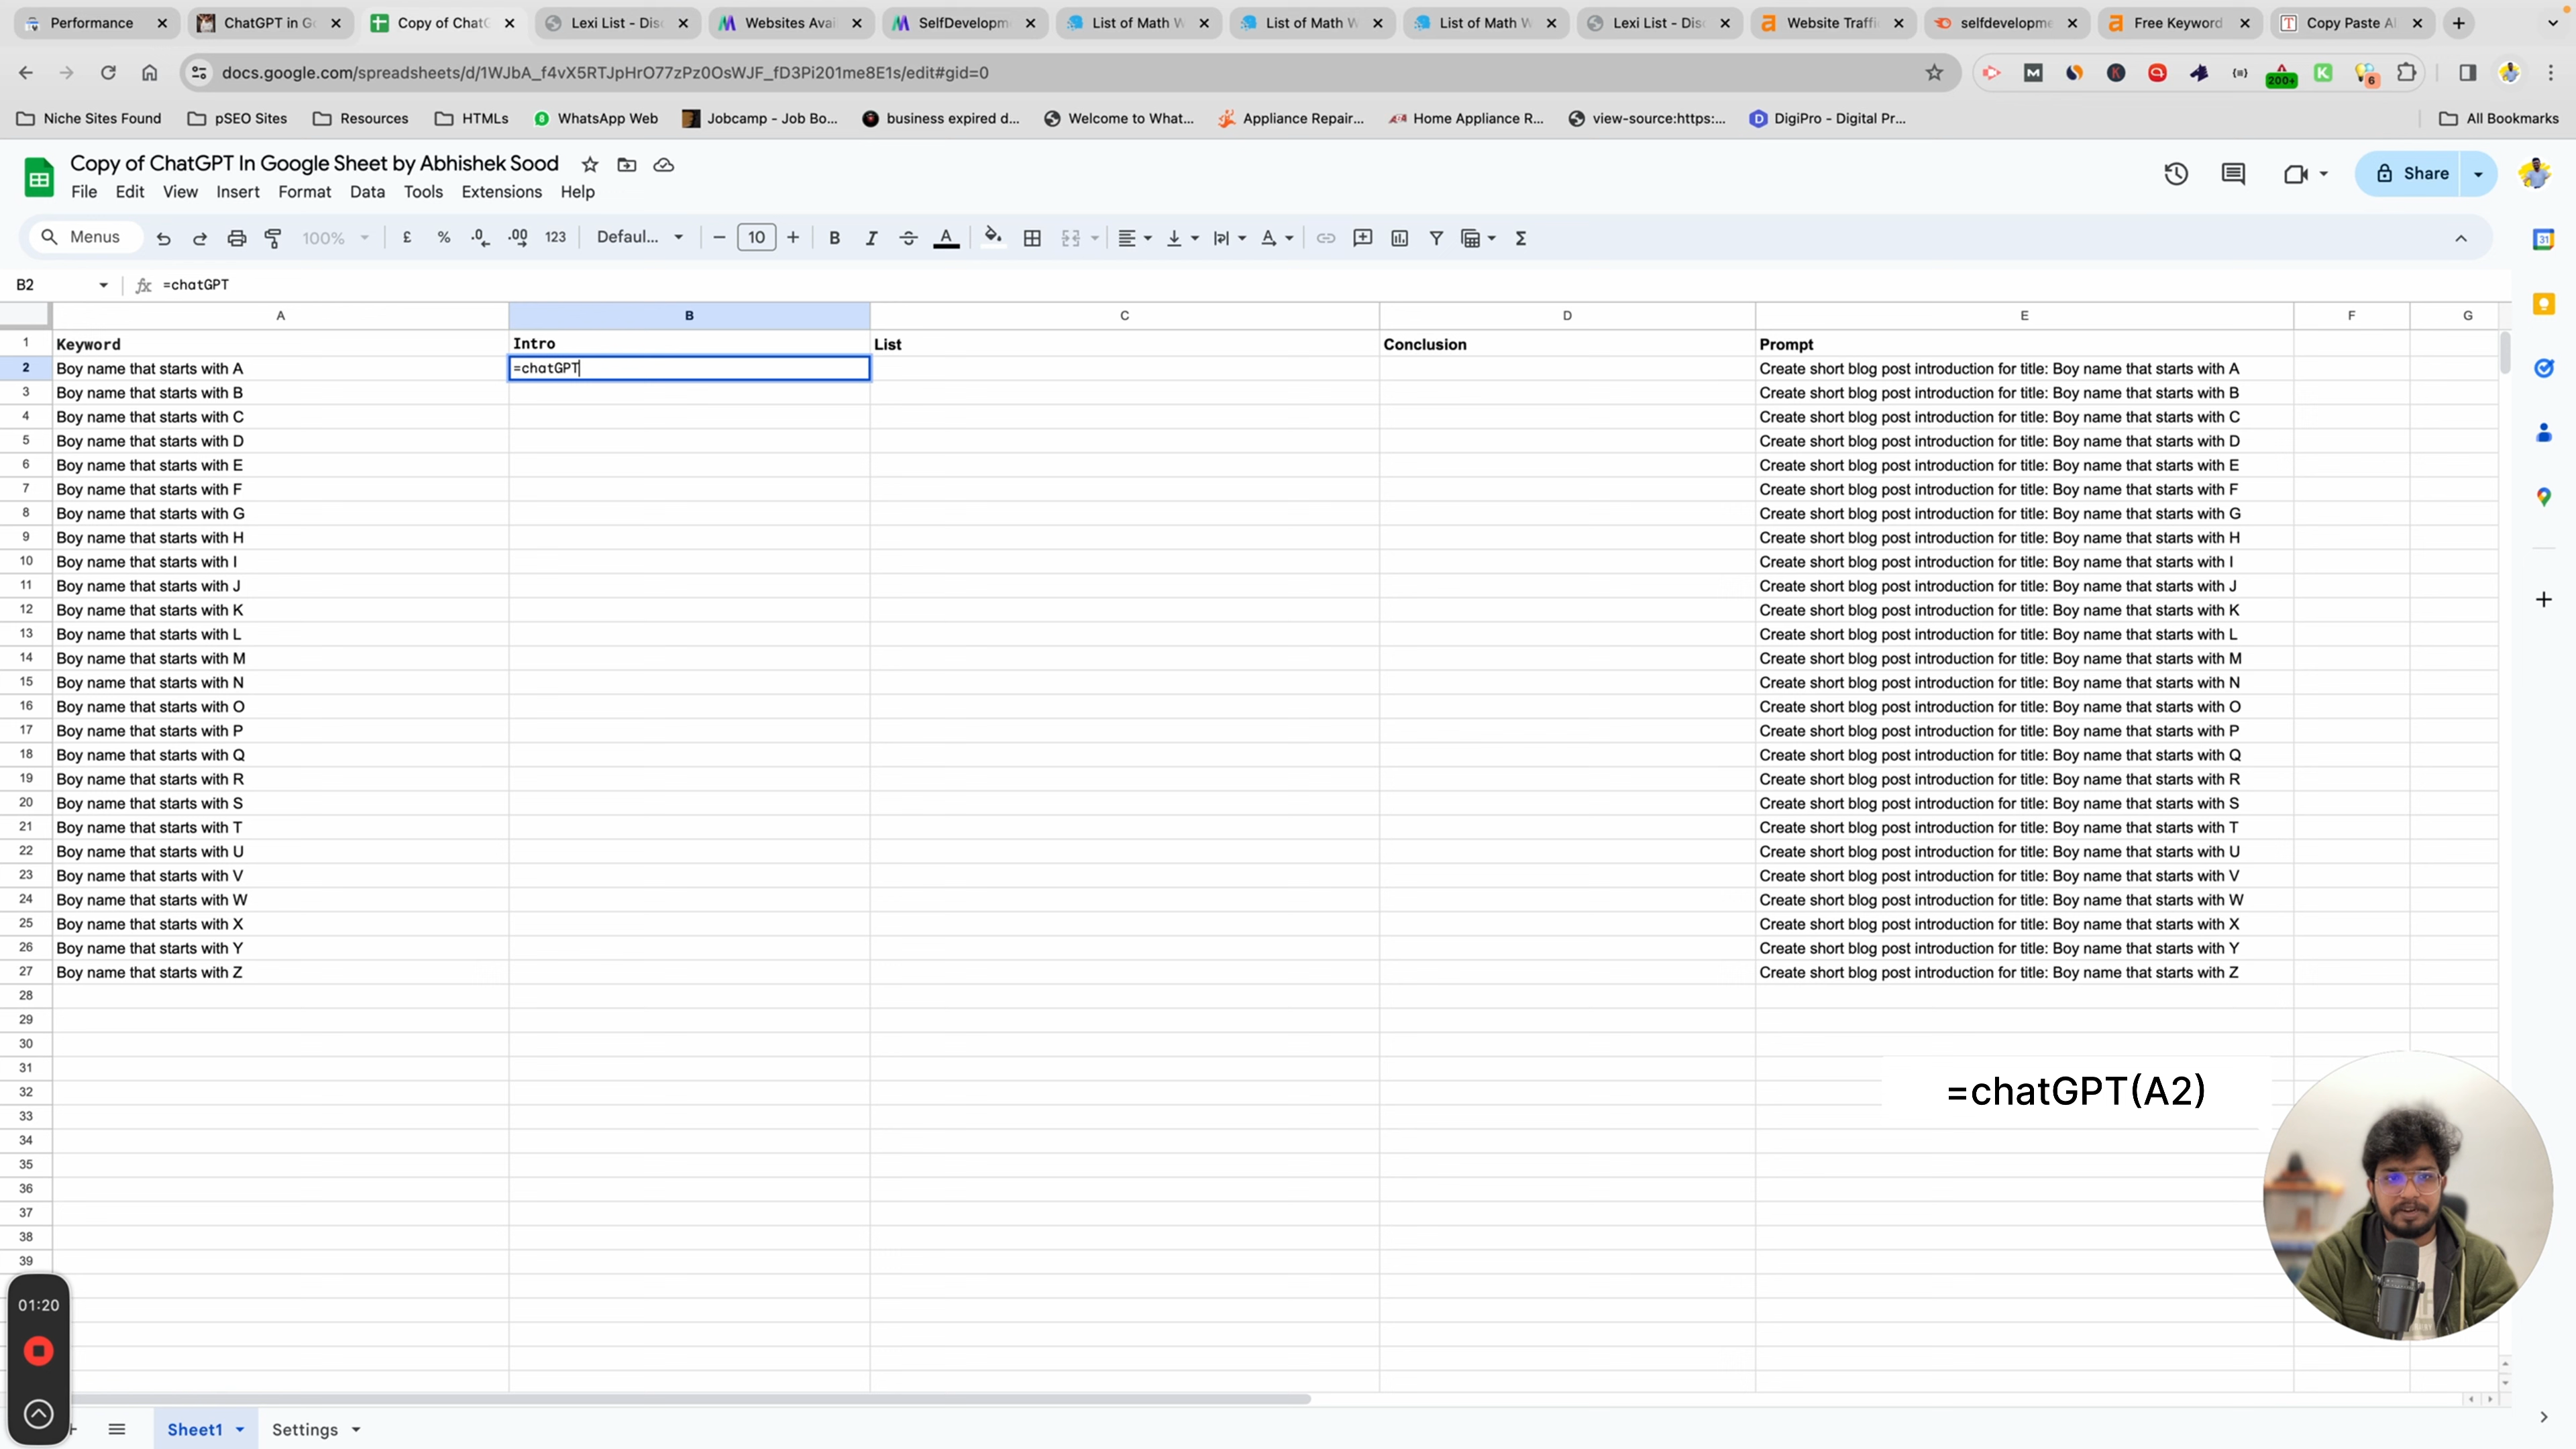 Performance
ChatGPT in G
Copy of ChatG
Lexi List - Disc
Websites Avai
SelfDevelopm
List of Math W
List of Math W
List of Math W
Lexi List - Disc
Website Traffi
selfdevelopme
Free Keyword
Copy Paste Al
docs.google.com/spreadsheets/d/1WJbA_f4vX5RTJpHrO77zPz0OsWJF_fD3Pi201me8E1s/edit#gid=0
200+
6
Niche Sites Found
pSEO Sites
Resources
HTMLs
WhatsApp Web
Jobcamp - Job Bo...
business expired d...
Welcome to What...
Appliance Repair...
Home Appliance R...
view-source:https:...
DigiPro - Digital Pr...
All Bookmarks
Copy of ChatGPT In Google Sheet by Abhishek Sood
File Edit View Insert Format Data Tools Extensions Help
Share
Menus 100% £ % .0 .00 123 Defaul... 10 B I A
31
B2 fx =chatGPT
A B C D E F G
1 Keyword Intro List Conclusion Prompt
2 Boy name that starts with A =chatGPT Create short blog post introduction for title: Boy name that starts with A
3 Boy name that starts with B Create short blog post introduction for title: Boy name that starts with B
4 Boy name that starts with C Create short blog post introduction for title: Boy name that starts with C
5 Boy name that starts with D Create short blog post introduction for title: Boy name that starts with D
6 Boy name that starts with E Create short blog post introduction for title: Boy name that starts with E
7 Boy name that starts with F Create short blog post introduction for title: Boy name that starts with F
8 Boy name that starts with G Create short blog post introduction for title: Boy name that starts with G
9 Boy name that starts with H Create short blog post introduction for title: Boy name that starts with H
10 Boy name that starts with I Create short blog post introduction for title: Boy name that starts with I
11 Boy name that starts with J Create short blog post introduction for title: Boy name that starts with J
12 Boy name that starts with K Create short blog post introduction for title: Boy name that starts with K
13 Boy name that starts with L Create short blog post introduction for title: Boy name that starts with L
14 Boy name that starts with M Create short blog post introduction for title: Boy name that starts with M
15 Boy name that starts with N Create short blog post introduction for title: Boy name that starts with N
16 Boy name that starts with O Create short blog post introduction for title: Boy name that starts with O
17 Boy name that starts with P Create short blog post introduction for title: Boy name that starts with P
18 Boy name that starts with Q Create short blog post introduction for title: Boy name that starts with Q
19 Boy name that starts with R Create short blog post introduction for title: Boy name that starts with R
20 Boy name that starts with S Create short blog post introduction for title: Boy name that starts with S
21 Boy name that starts with T Create short blog post introduction for title: Boy name that starts with T
22 Boy name that starts with U Create short blog post introduction for title: Boy name that starts with U
23 Boy name that starts with V Create short blog post introduction for title: Boy name that starts with V
24 Boy name that starts with W Create short blog post introduction for title: Boy name that starts with W
25 Boy name that starts with X Create short blog post introduction for title: Boy name that starts with X
26 Boy name that starts with Y Create short blog post introduction for title: Boy name that starts with Y
27 Boy name that starts with Z Create short blog post introduction for title: Boy name that starts with Z
28
29
30
31
32
33
34
35
36
37
38
39
=chatGPT(A2)
01:20
Sheet1 Settings